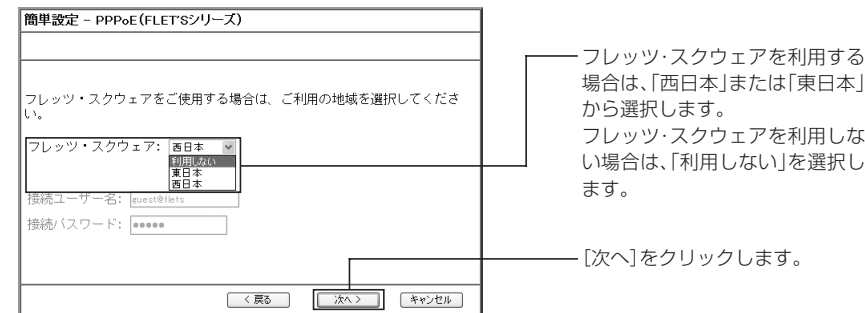 簡単設定 - PPPoE(FLET'Sシリーズ)
フレッツ・スクウェアをご使用する場合は、ご利用の地域を選択してくださ
い。
フレッツ・スクウェア: 西日本
利用しない
東日本
西日本
接続ユーザー名: guest@flets
接続パスワード: ●●●●●
< 戻る
次へ >
キャンセル
フレッツ・スクウェアを利用する
場合は、「西日本」または「東日本」
から選択します。
フレッツ・スクウェアを利用しな
い場合は、「利用しない」を選択し
ます。
[次へ]をクリックします。